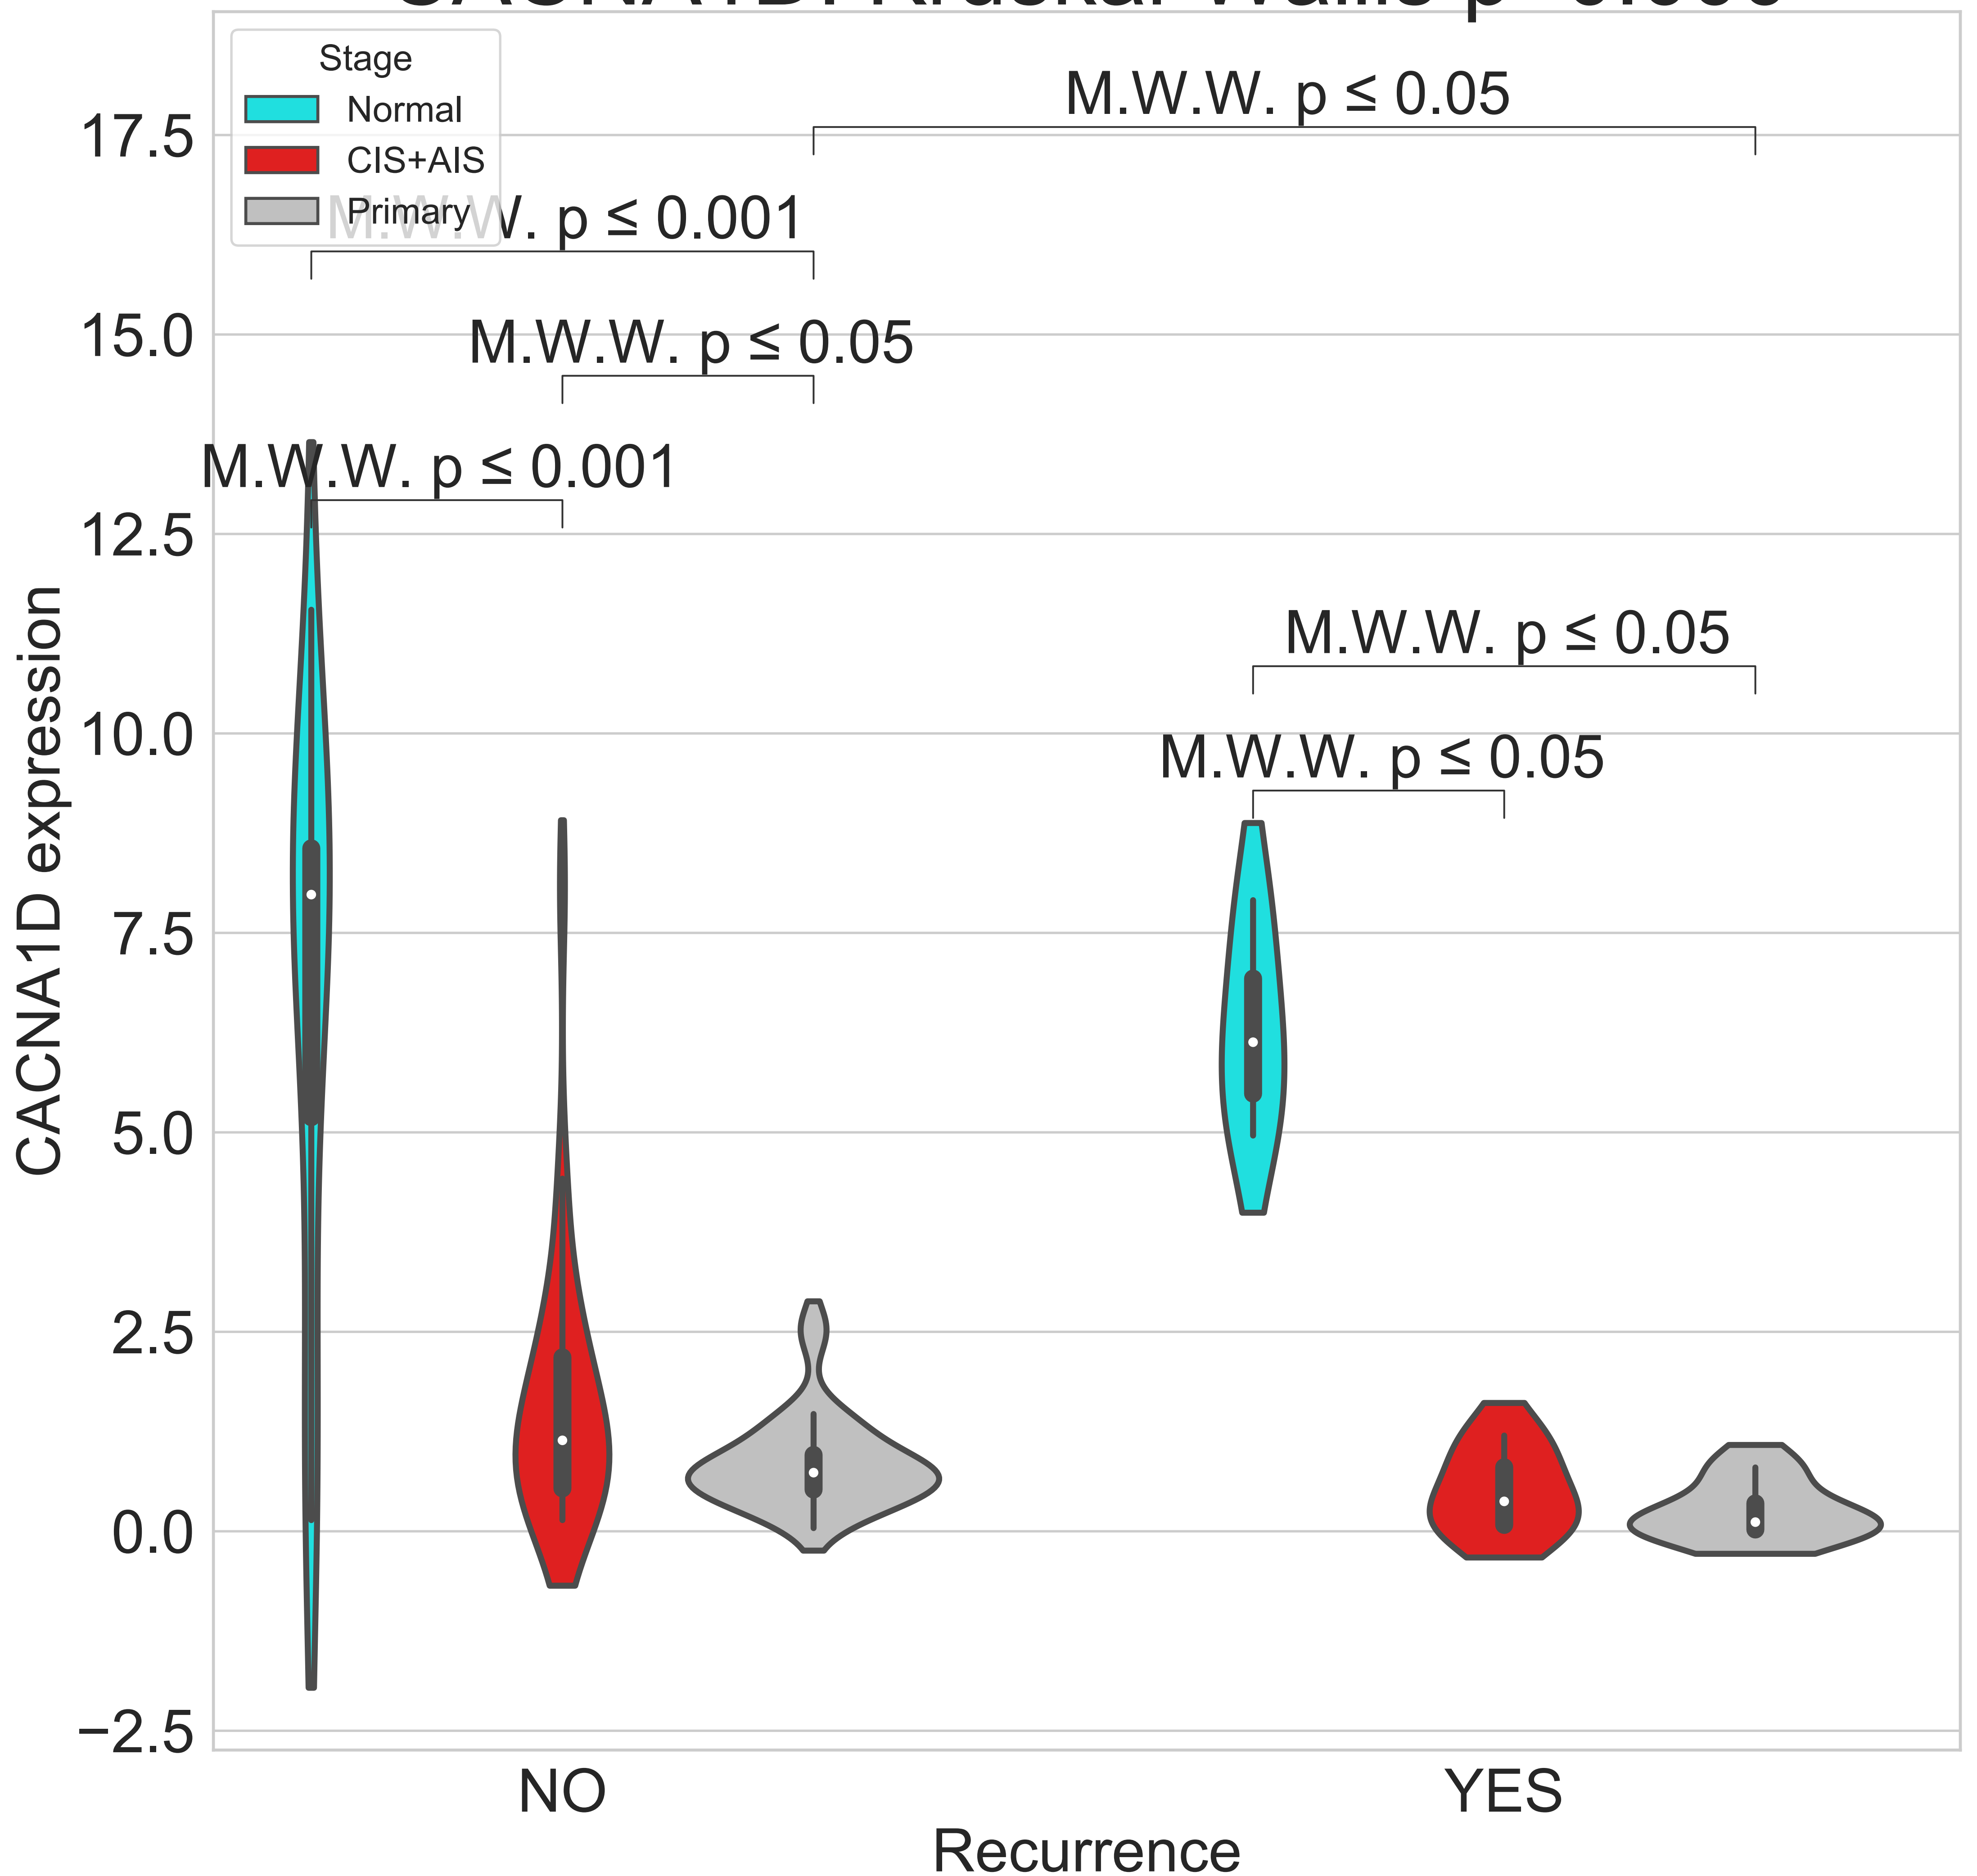 Stage
Normal
CIS+AIS
Primary
M.W.W. p ≤ 0.05
M.W.W. p ≤ 0.001
M.W.W. p ≤ 0.05
M.W.W. p ≤ 0.001
M.W.W. p ≤ 0.05
M.W.W. p ≤ 0.05
17.5
15.0
12.5
10.0
7.5
5.0
2.5
0.0
−2.5
CACNA1D expression
NO
YES
Recurrence